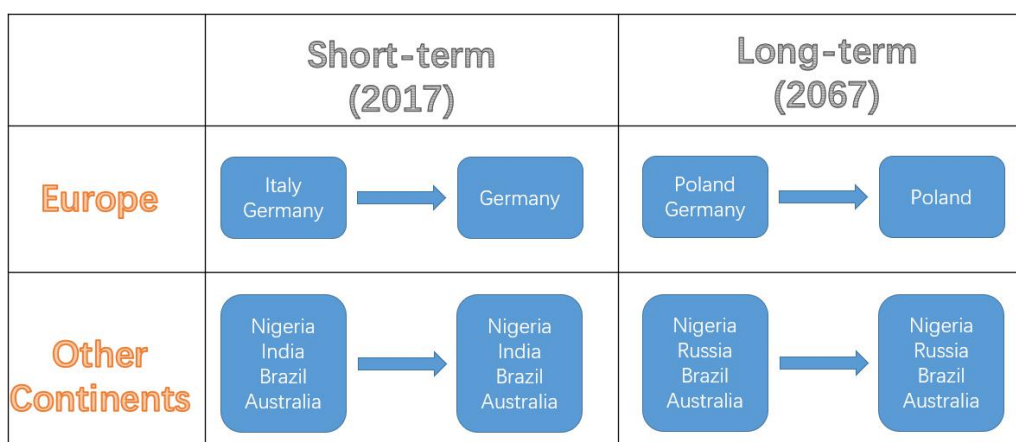 Short-term
(2017)
Long-term
(2067)
Europe
Italy
Germany
Germany
Poland
Germany
Poland
Other
Continents
Nigeria
India
Brazil
Australia
Nigeria
India
Brazil
Australia
Nigeria
Russia
Brazil
Australia
Nigeria
Russia
Brazil
Australia